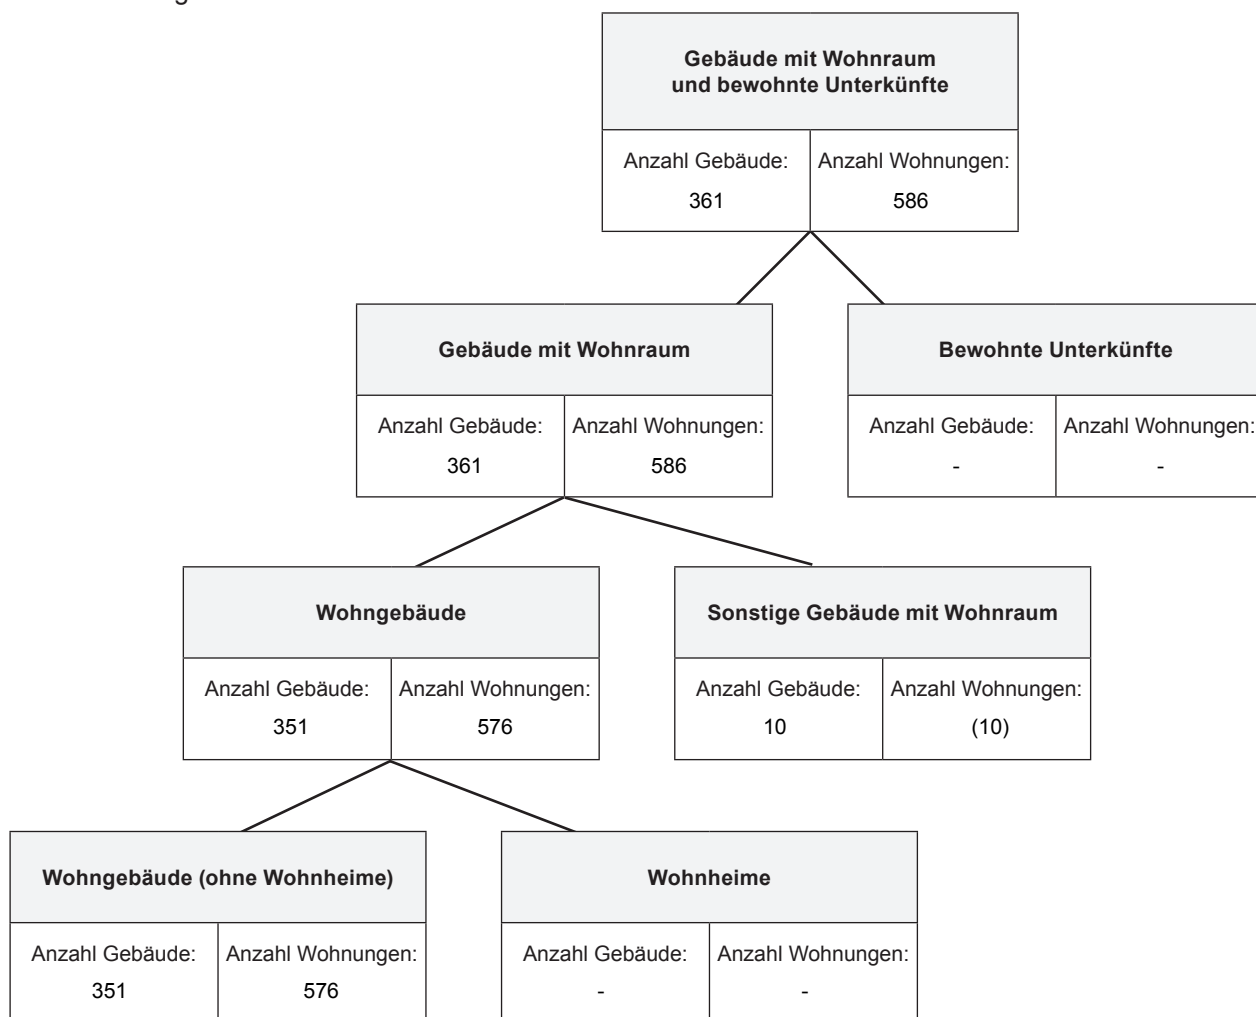 Gebäude mit Wohnraum
und bewohnte Unterkünfte
Anzahl Gebäude: Anzahl Wohnungen:
361 586
Gebäude mit Wohnraum Bewohnte Unterkünfte
Anzahl Gebäude: Anzahl Wohnungen: Anzahl Gebäude: Anzahl Wohnungen:
361 586 - -
Wohngebäude Sonstige Gebäude mit Wohnraum
Anzahl Gebäude: Anzahl Wohnungen: Anzahl Gebäude: Anzahl Wohnungen:
351 576 10 (10)
Wohngebäude (ohne Wohnheime) Wohnheime
Anzahl Gebäude: Anzahl Wohnungen: Anzahl Gebäude: Anzahl Wohnungen:
351 576 - -